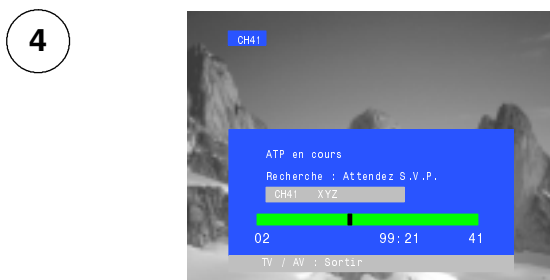 4
CH41
ATP en cours
Recherche : Attendez S.V.P.
CH41 XYZ
02 99:21 41
TV / AV : Sortir